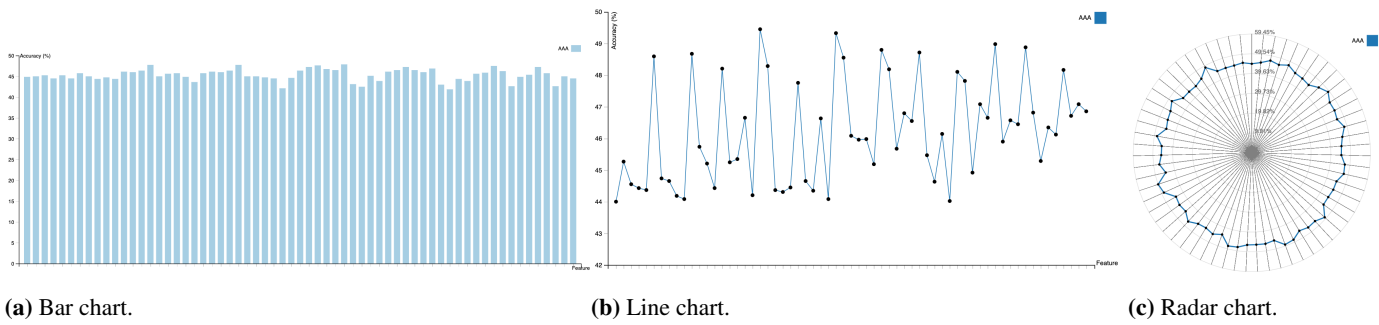 Accuracy (%)
AAA
50
45
40
35
30
25
20
15
10
5
0
Feature
(a) Bar chart.
Accuracy (%)
AAA
50
49
48
47
46
45
44
43
42
Feature
(b) Line chart.
AAA
59.45%
49.54%
39.63%
29.73%
19.82%
9.91%
(c) Radar chart.